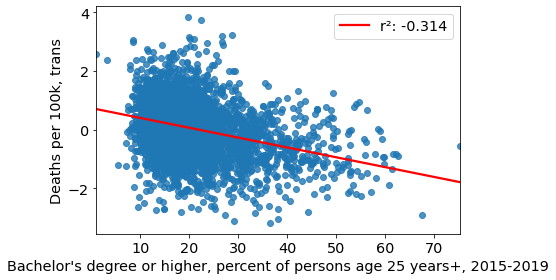 r²: -0.314
Deaths per 100k, trans
4
2
0
−2
10 20 30 40 50 60 70
Bachelor's degree or higher, percent of persons age 25 years+, 2015-2019